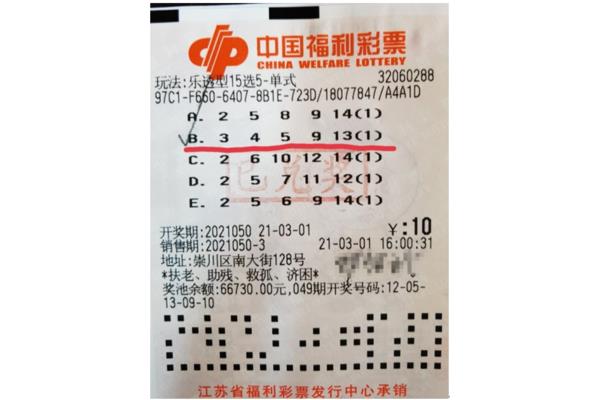 中国福利彩票
CHINA WELFARE LOTTERY
玩法:乐透型15选5-单式 32060288
97C1-F660-6407-8B1E-723D/18077847/A4A1D
A. 2 5 8 9 14(1)
B. 3 4 5 9 13(1)
C. 2 6 10 12 14(1)
D. 2 5 7 11 12(1)
E. 2 5 6 9 14(1)
已兑奖
开奖期:2021050 21-03-01 ¥:10
销售期:2021050-3 21-03-01 16:00:31
地址:崇川区南大街128号
*扶老、助残、救孤、济困*
奖池余额:66730.00元,049期开奖号码:12-05-
13-09-10
江苏省福利彩票发行中心承销